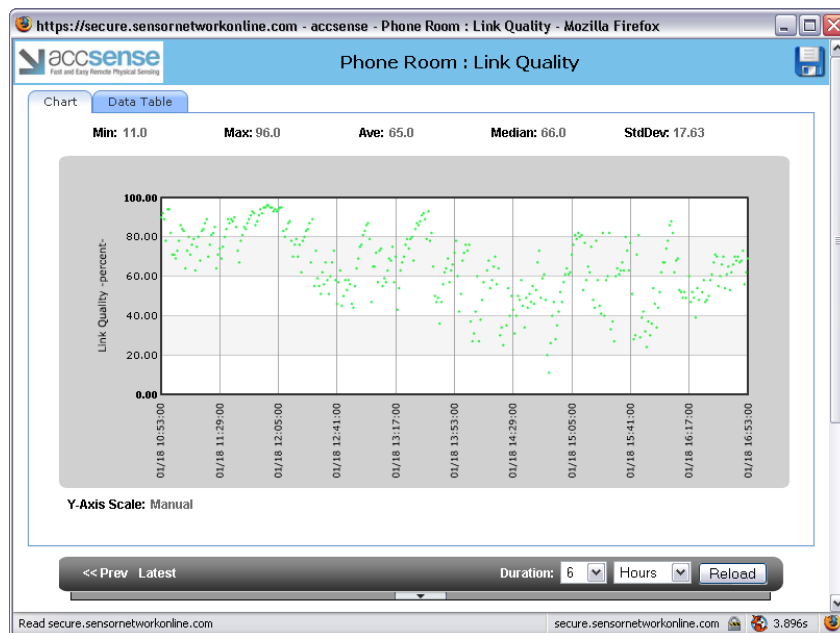 https://secure.sensornetworkonline.com - accsense - Phone Room : Link Quality - Mozilla Firefox
accsense
Fast and Easy Remote Physical Sensing
Phone Room : Link Quality
Chart Data Table
Min: 11.0 Max: 96.0 Ave: 65.0 Median: 66.0 StdDev: 17.63
Link Quality -percent-
100.00
80.00
60.00
40.00
20.00
0.00
01/18 10:53:00
01/18 11:29:00
01/18 12:05:00
01/18 12:41:00
01/18 13:17:00
01/18 13:53:00
01/18 14:29:00
01/18 15:05:00
01/18 15:41:00
01/18 16:17:00
01/18 16:53:00
Y-Axis Scale: Manual
<< Prev Latest Duration: 6 Hours Reload
Read secure.sensornetworkonline.com secure.sensornetworkonline.com 3.896s